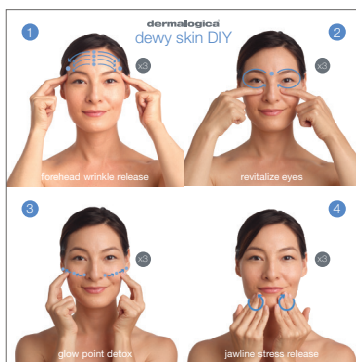 dermalogica
dewy skin DIY
1
x3
forehead wrinkle release
2
x3
revitalize eyes
3
x3
glow point detox
4
x3
jawline stress release